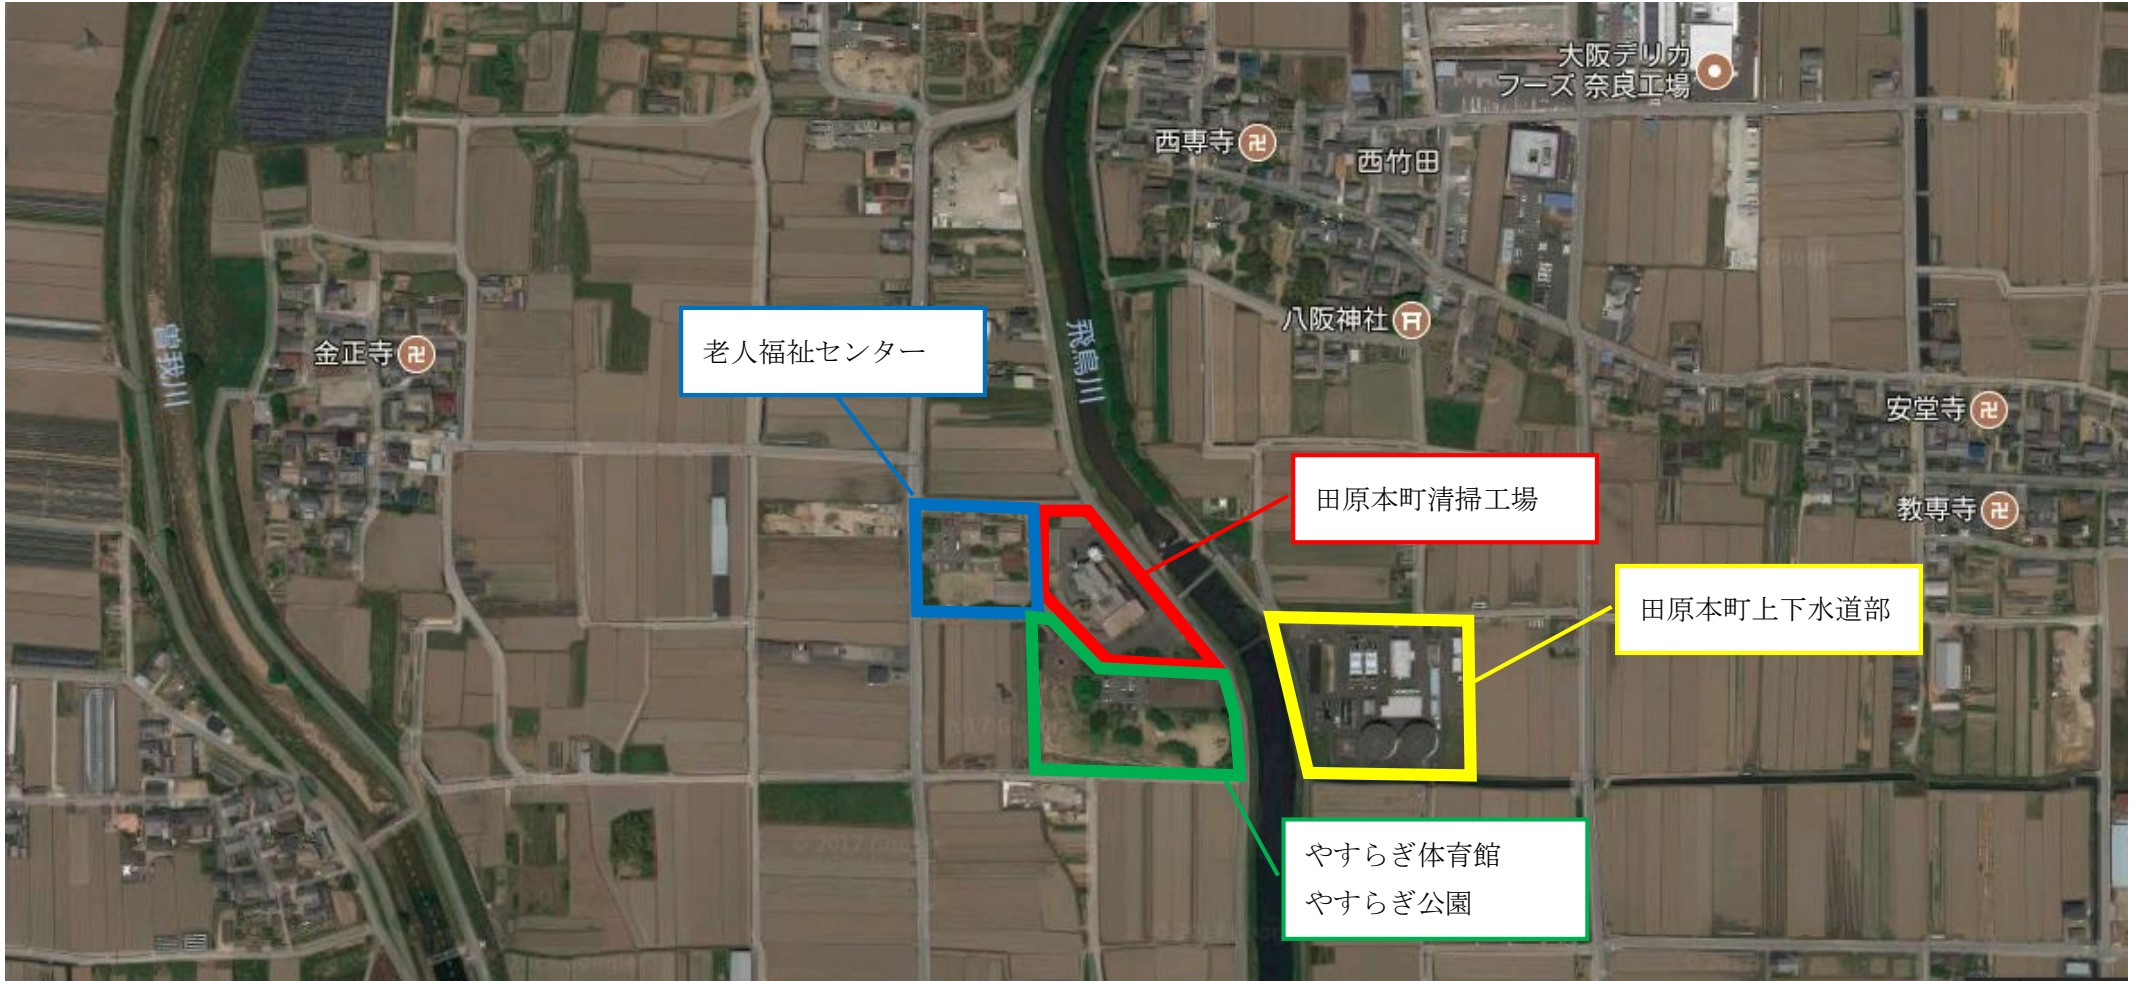 大阪デリカ
フーズ 奈良工場
西専寺
西竹田
八阪神社
金正寺
曽我川
飛鳥川
老人福祉センター
安堂寺
田原本町清掃工場
教専寺
田原本町上下水道部
やすらぎ体育館
やすらぎ公園